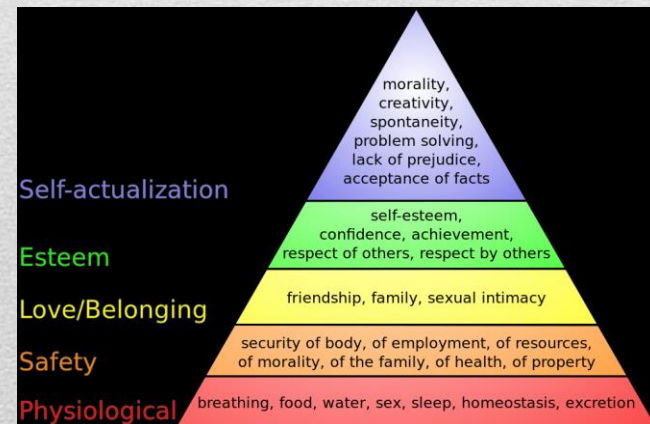 morality,
creativity,
spontaneity,
problem solving,
lack of prejudice,
acceptance of facts
Self-actualization
self-esteem,
confidence, achievement,
respect of others, respect by others
Esteem
friendship, family, sexual intimacy
Love/Belonging
security of body, of employment, of resources,
of morality, of the family, of health, of property
Safety
breathing, food, water, sex, sleep, homeostasis, excretion
Physiological